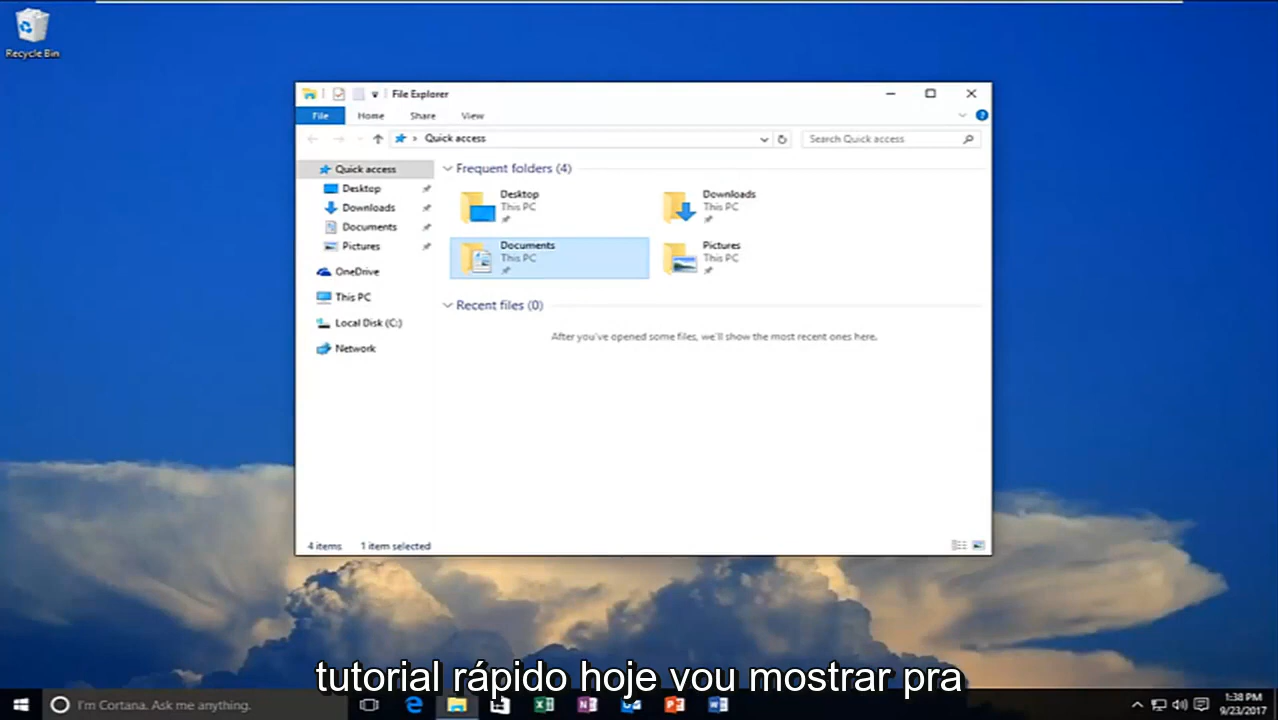 Recycle Bin
File Explorer
File Home Share View
Quick access
Search Quick access
Quick access
Desktop
Downloads
Documents
Pictures
OneDrive
This PC
Local Disk (C:)
Network
Frequent folders (4)
Desktop
This PC
Downloads
This PC
Documents
This PC
Pictures
This PC
Recent files (0)
After you've opened some files, we'll show the most recent ones here.
4 items 1 item selected
tutorial rápido hoje vou mostrar pra
I'm Cortana. Ask me anything.
1:38 PM
9/23/2017